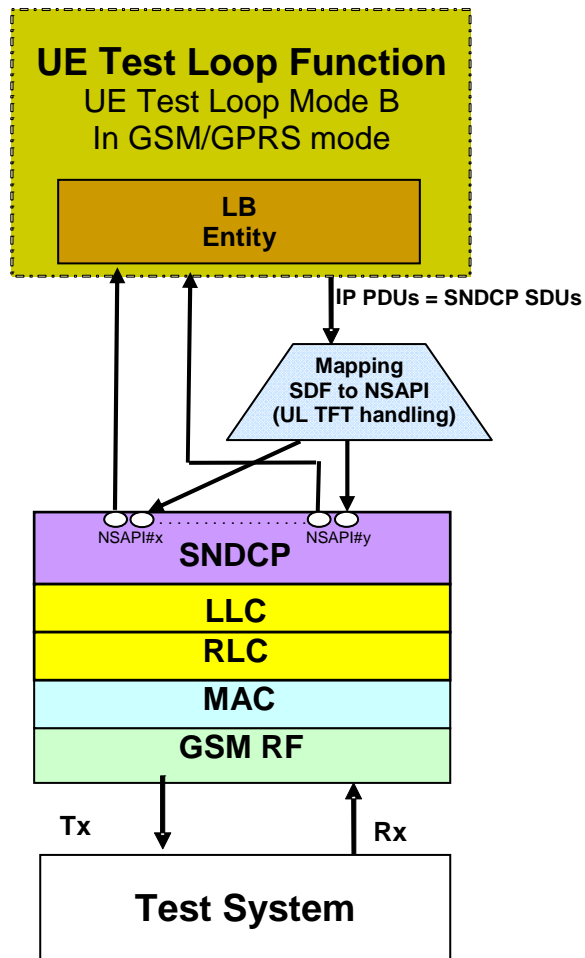 UE Test Loop Function
UE Test Loop Mode B
In GSM/GPRS mode
LB
Entity
IP PDUs = SNDCP SDUs
Mapping
SDF to NSAPI
(UL TFT handling)
NSAPI#x
NSAPI#y
SNDCP
LLC
RLC
MAC
GSM RF
Tx
Rx
Test System